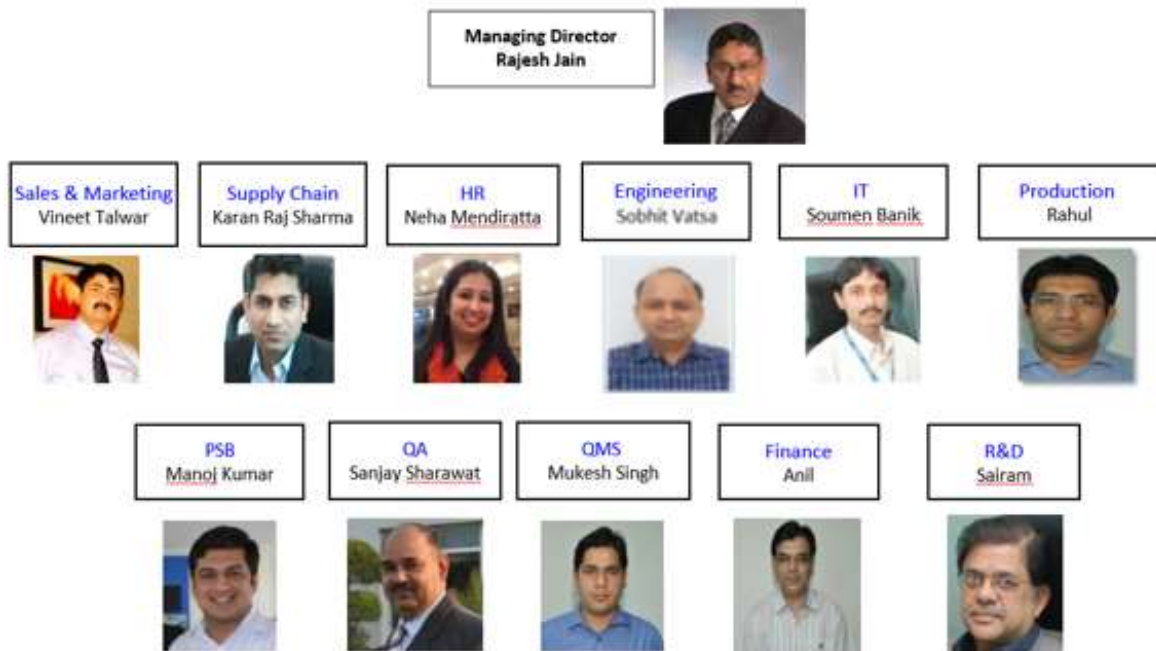 Managing Director
Rajesh Jain
Sales & Marketing
Vineet Talwar
Supply Chain
Karan Raj Sharma
HR
Neha Mendiratta
Engineering
Sobhit Vatsa
IT
Soumen Banik
Production
Rahul
PSB
Manoj Kumar
QA
Sanjay Sharawat
QMS
Mukesh Singh
Finance
Anil
R&D
Sairam